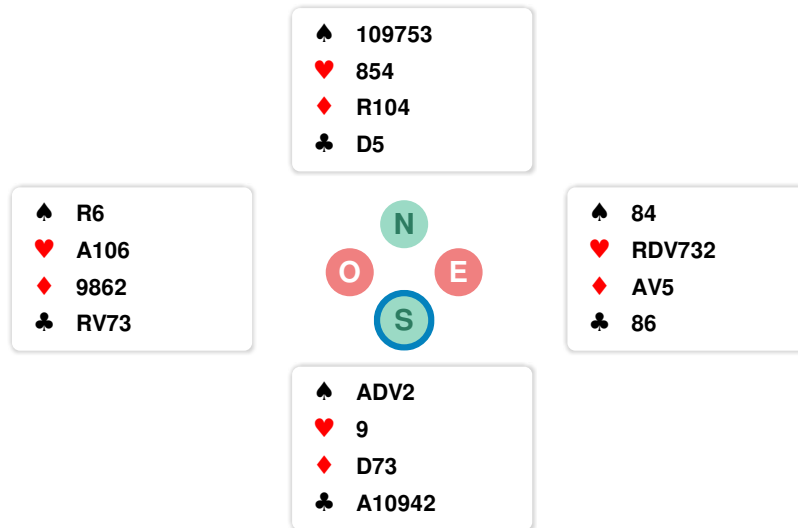 ♠ 109753
♥ 854
♦ R104
♣ D5
♠ R6
♥ A106
♦ 9862
♣ RV73
N
O E
S
♠ 84
♥ RDV732
♦ AV5
♣ 86
♠ ADV2
♥ 9
♦ D73
♣ A10942